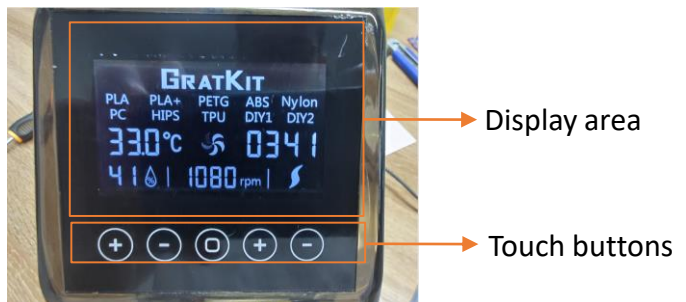 GRATKIT
PLA PLA+ PETG ABS Nylon
PC HIPS TPU DIY1 DIY2
33.0°C 0341
41% 1080 rpm
Display area
Touch buttons